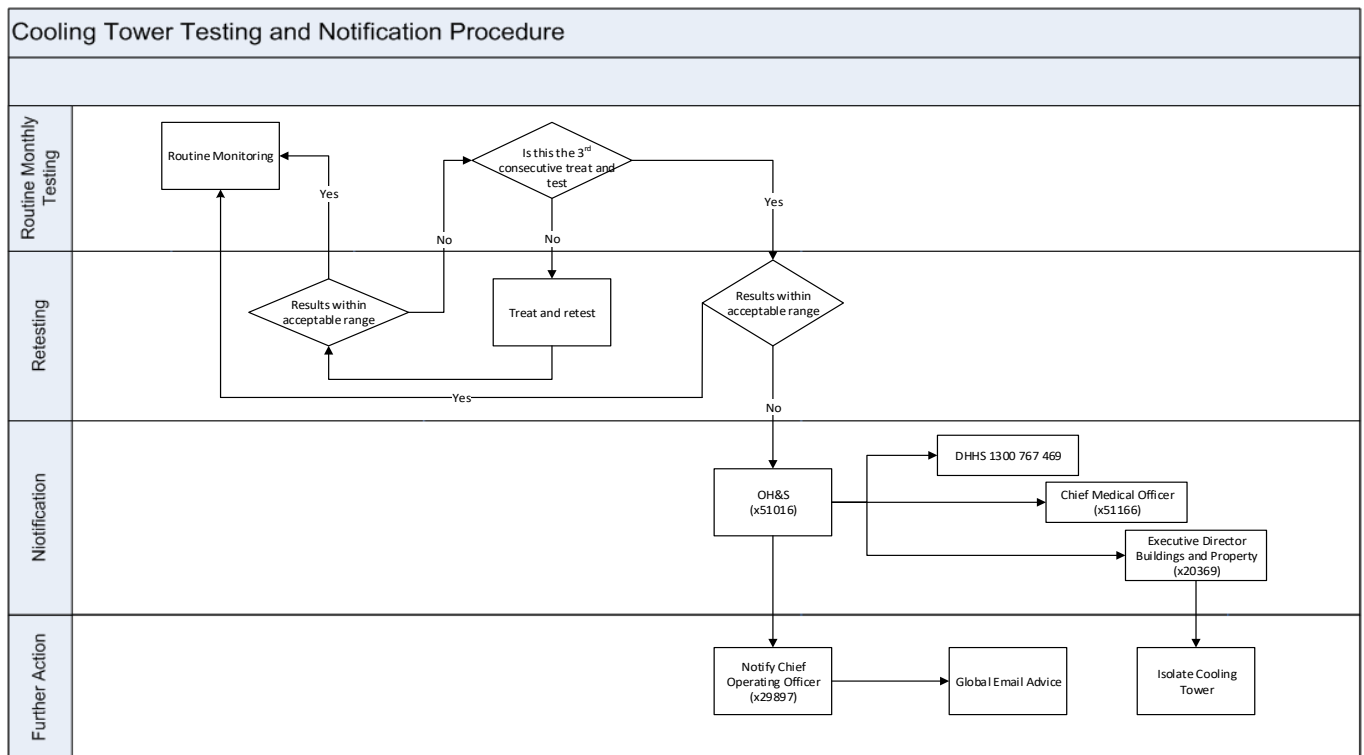 Cooling Tower Testing and Notification Procedure
Routine Monthly
Testing
Routine Monitoring
Is this the 3rd
consecutive treat and
test
Yes
Yes
No
No
Retesting
Results within
acceptable range
Treat and retest
Results within
acceptable range
Yes
No
Niotification
DHHS 1300 767 469
OH&S
(x51016)
Chief Medical Officer
(x51166)
Executive Director
Buildings and Property
(x20369)
Further Action
Notify Chief
Operating Officer
(x29897)
Global Email Advice
Isolate Cooling
Tower